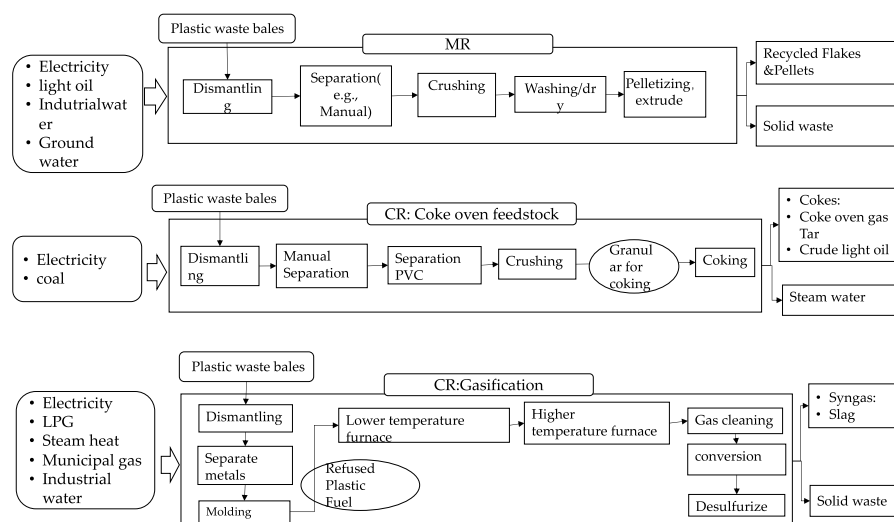 Plastic waste bales
MR
• Electricity
• light oil
• Indutrialwat
er
• Ground
water
Dismantlin
g
Separation(
e.g.,
Manual)
Crushing
Washing/dr
y
Pelletizing,
extrude
Recycled Flakes
&Pellets
Solid waste
Plastic waste bales
CR: Coke oven feedstock
• Electricity
• coal
Dismantli
ng
Manual
Separation
Separation
PVC
Crushing
Granul
ar for
coking
Coking
• Cokes:
• Coke oven gas
Tar
• Crude light oil
Steam water
Plastic waste bales
CR:Gasification
• Electricity
• LPG
• Steam heat
• Municipal gas
• Industrial
water
Dismantling
Separate
metals
Molding
Refused
Plastic
Fuel
Lower temperature
furnace
Higher
temperature furnace
Gas cleaning
conversion
Desulfurize
• Syngas:
• Slag
Solid waste